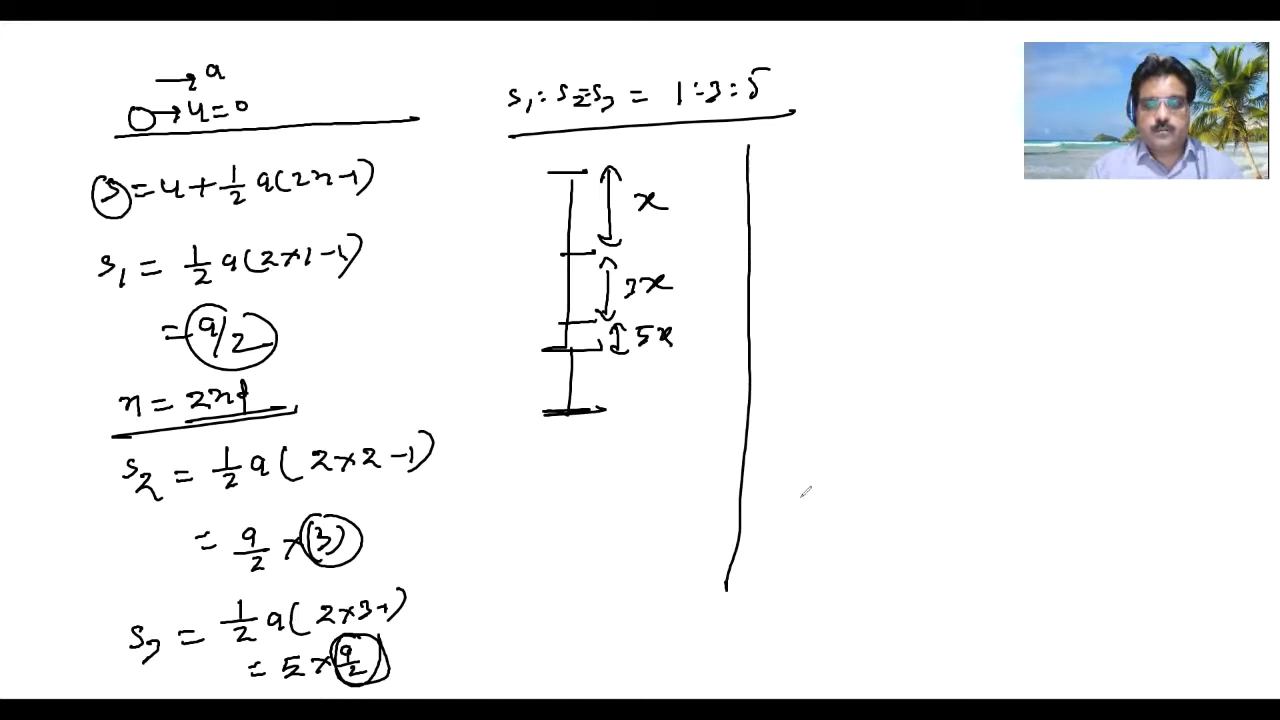 → a
→ u = 0
s = u + 1/2 a(2n-1)
s₁ = 1/2 a(2×1-1)
= a/2
n = 2nd
s₂ = 1/2 a(2×2-1)
= a/2 × (3)
s₃ = 1/2 a(2×3-1)
= 5 × a/2
s₁ : s₂ : s₃ = 1 : 3 : 5
x
3x
5x